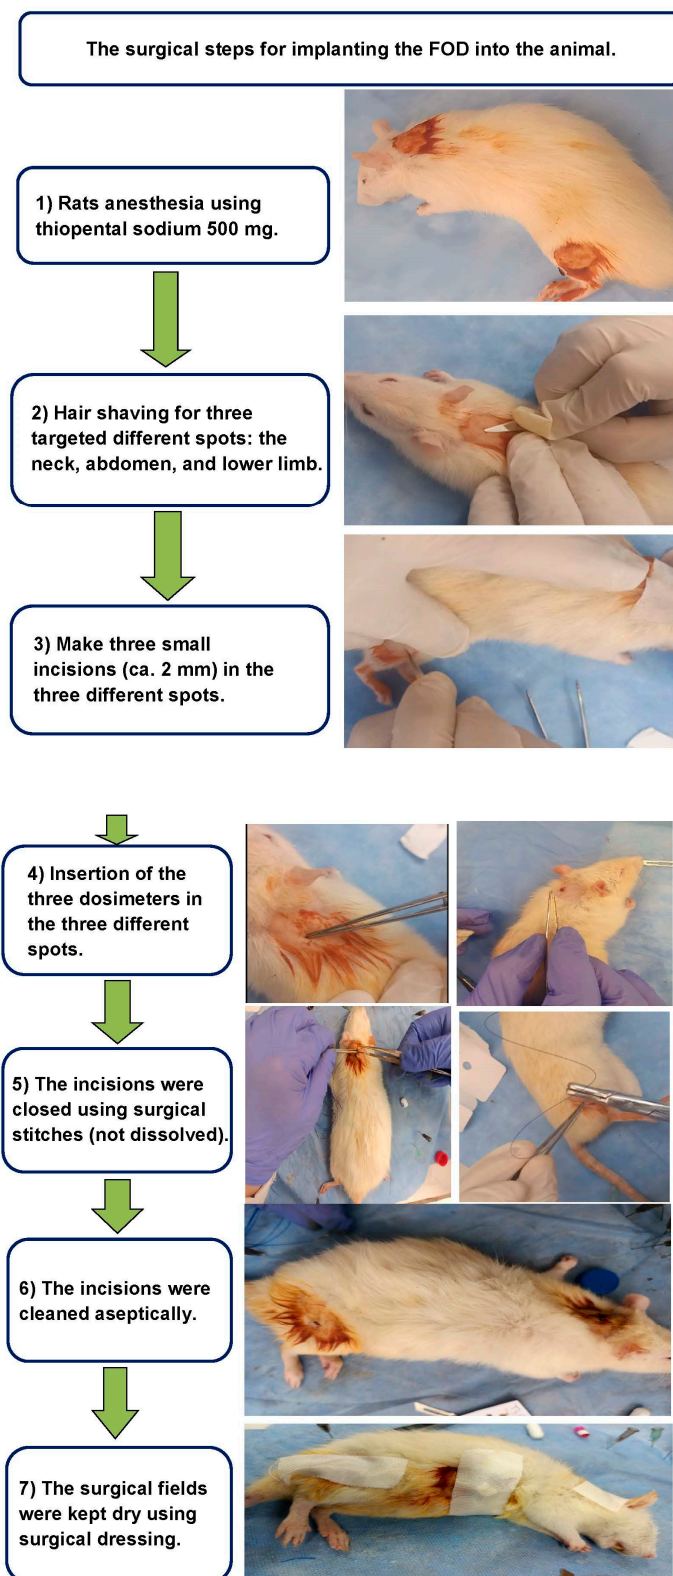 The surgical steps for implanting the FOD into the animal.
1) Rats anesthesia using
thiopental sodium 500 mg.
2) Hair shaving for three
targeted different spots: the
neck, abdomen, and lower limb.
3) Make three small
incisions (ca. 2 mm) in the
three different spots.
4) Insertion of the
three dosimeters in
the three different
spots.
5) The incisions were
closed using surgical
stitches (not dissolved).
6) The incisions were
cleaned aseptically.
7) The surgical fields
were kept dry using
surgical dressing.